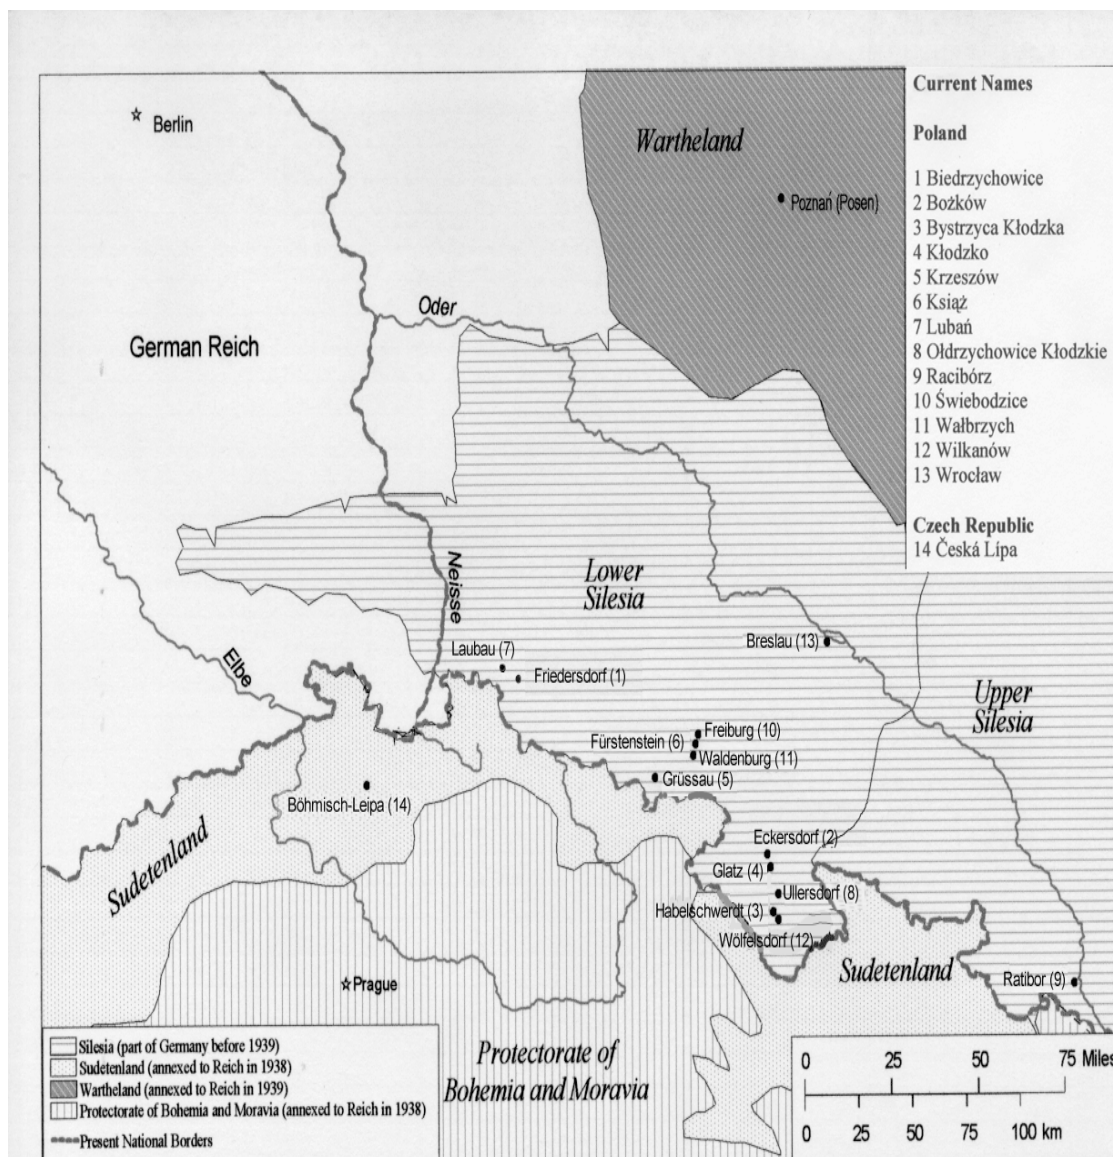 Current Names
Poland
1 Biedrzychowice
2 Bożków
3 Bystrzyca Kłodzka
4 Kłodzko
5 Krzeszów
6 Książ
7 Lubań
8 Ołdrzychowice Kłodzkie
9 Racibórz
10 Świebodzice
11 Wałbrzych
12 Wilkanów
13 Wrocław
Czech Republic
14 Česká Lípa
Berlin
Wartheland
Poznań (Posen)
Oder
German Reich
Neisse
Lower
Silesia
Elbe
Laubau (7)
Friedersdorf (1)
Breslau (13)
Upper
Silesia
Freiburg (10)
Fürstenstein (6)
Waldenburg (11)
Grüssau (5)
Böhmisch-Leipa (14)
Sudetenland
Eckersdorf (2)
Glatz (4)
Ullersdorf (8)
Habelschwerdt (3)
Wölfelsdorf (12)
Sudetenland
Ratibor (9)
Prague
Protectorate of
Bohemia and Moravia
Silesia (part of Germany before 1939)
Sudetenland (annexed to Reich in 1938)
Wartheland (annexed to Reich in 1939)
Protectorate of Bohemia and Moravia (annexed to Reich in 1938)
Present National Borders
0 25 50 75 Miles
0 25 50 75 100 km